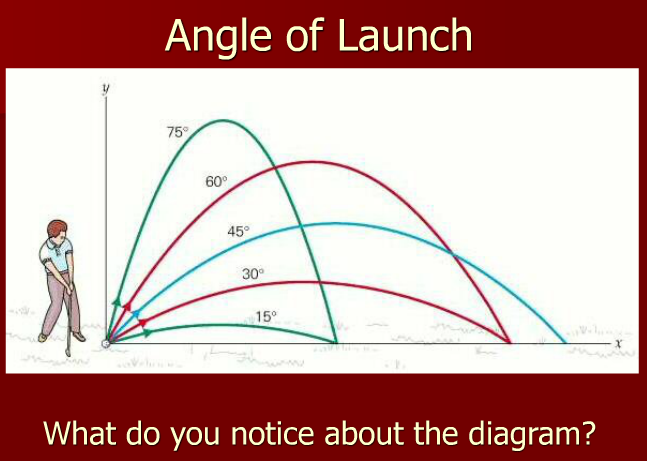 Angle of Launch
y
75°
60°
45°
30°
15°
x
What do you notice about the diagram?